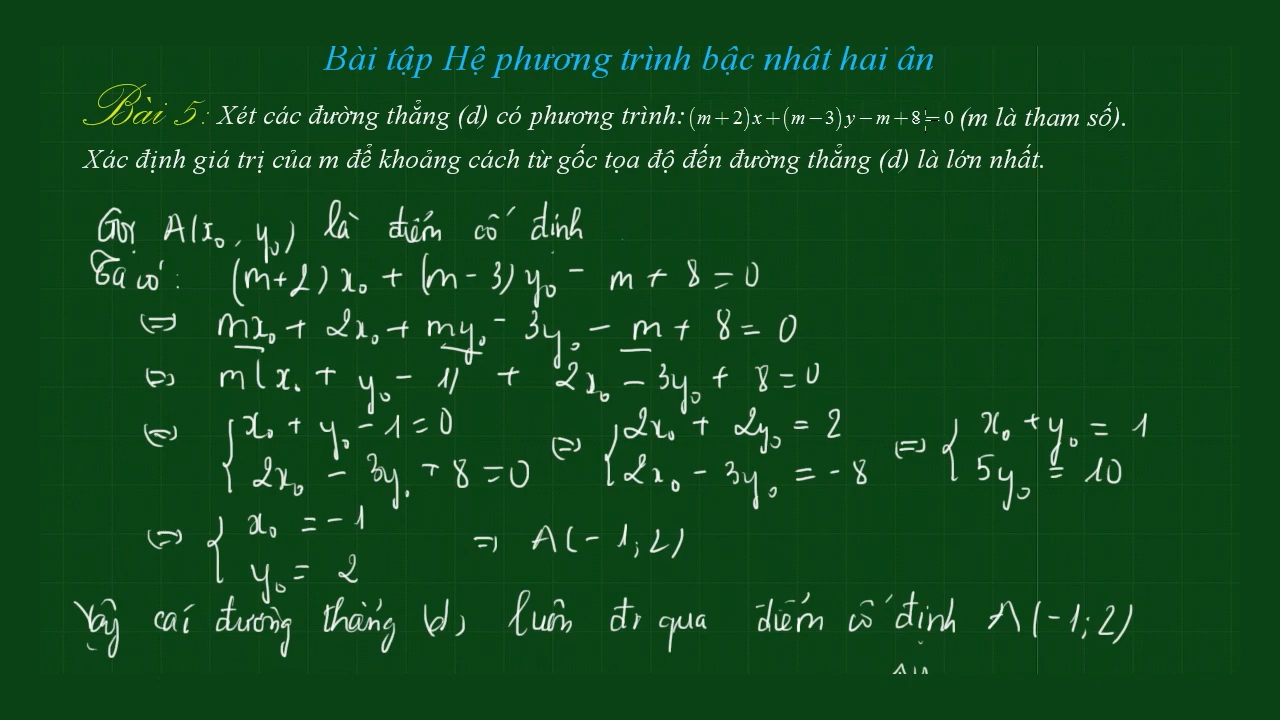 Bài tập Hệ phương trình bậc nhât hai ân
Bài 5: Xét các đường thẳng (d) có phương trình: (m+2)x+(m−3)y−m+8=0 (m là tham số).
Xác định giá trị của m để khoảng cách từ gốc tọa độ đến đường thẳng (d) là lớn nhất.
Gọi A(x₀, y₀) là điểm cố định
Ta có: (m+2)x₀ + (m-3)y₀ - m + 8 = 0
(=) mx₀ + 2x₀ + my₀ - 3y₀ - m + 8 = 0
(=) m(x₀ + y₀ - 1) + 2x₀ - 3y₀ + 8 = 0
(=) { x₀ + y₀ - 1 = 0 (=) { 2x₀ + 2y₀ = 2 (=) { x₀ + y₀ = 1
2x₀ - 3y₀ + 8 = 0 2x₀ - 3y₀ = -8 5y₀ = 10
(=) { x₀ = -1 => A(-1; 2)
y₀ = 2
Vậy các đường thẳng (d) luôn đi qua điểm cố định A(-1; 2)